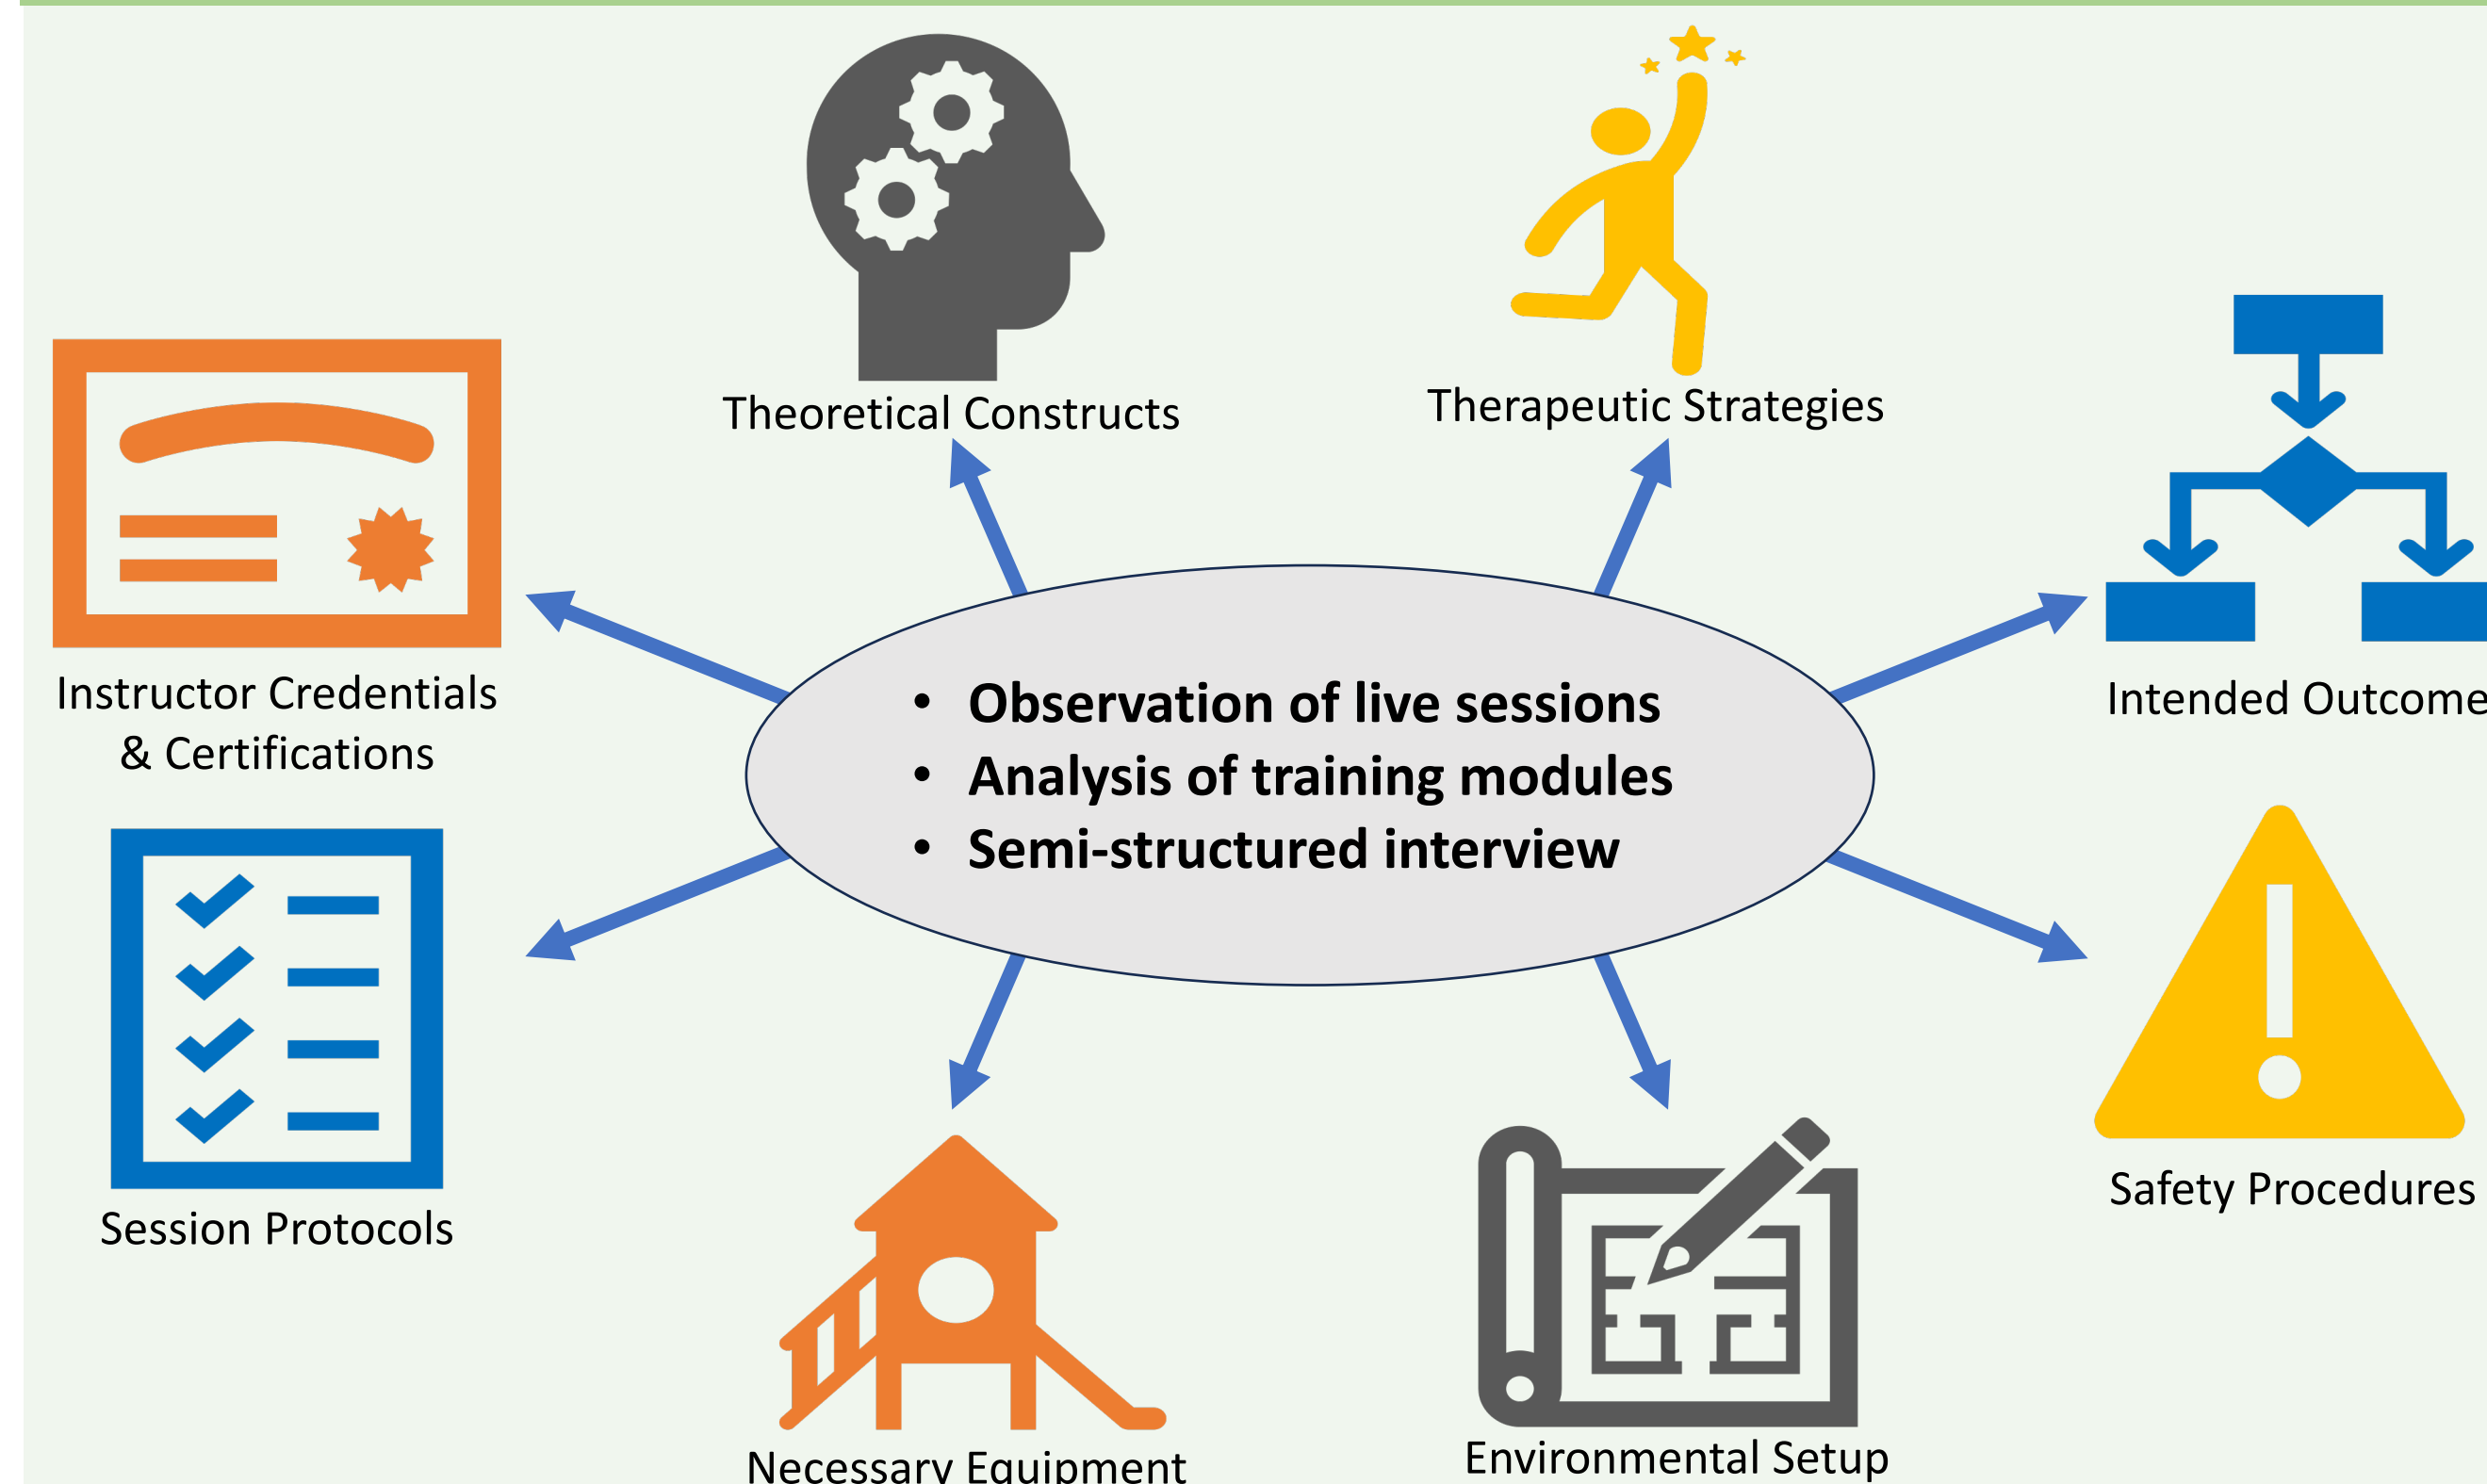 Theoretical Constructs
Therapeutic Strategies
Instructor Credentials
& Certifications
Intended Outcome
• Observation of live sessions
• Analysis of training modules
• Semi-structured interview
Session Protocols
Safety Procedures
Necessary Equipment
Environmental Setup